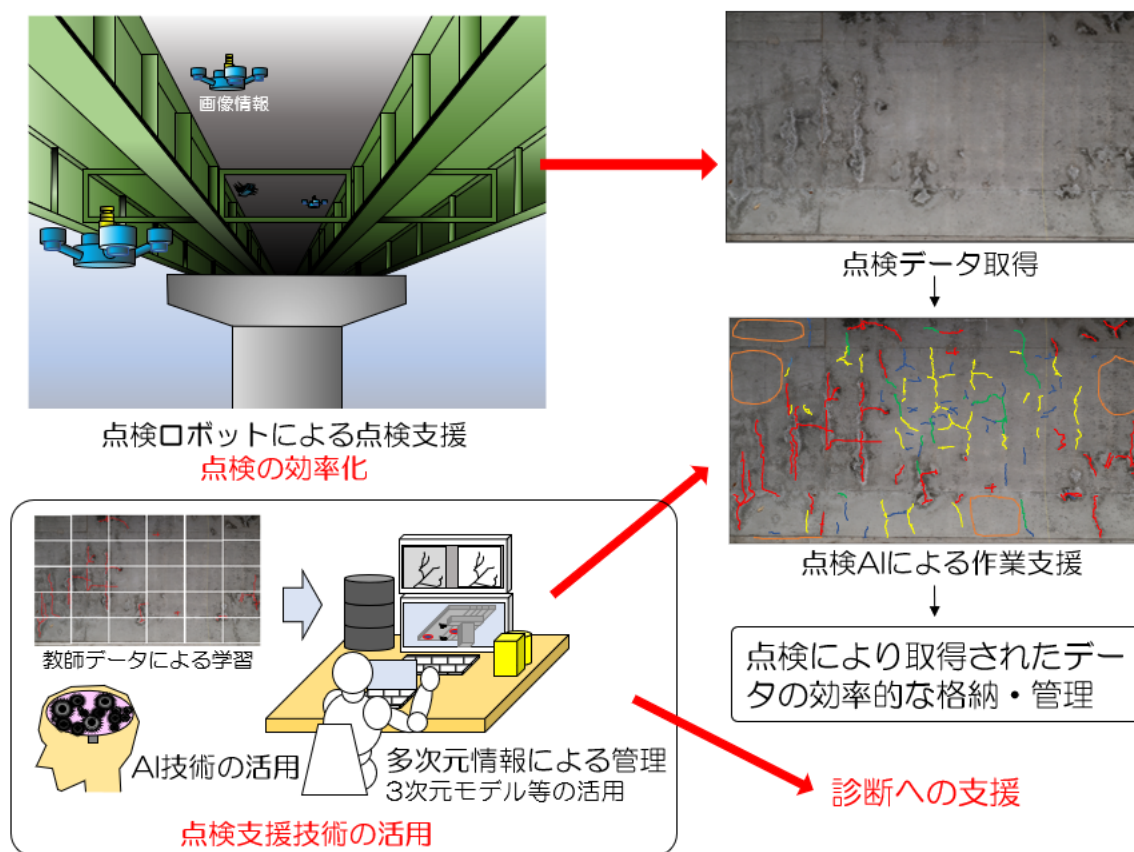 画像情報
点検ロボットによる点検支援
点検の効率化
点検データ取得
点検AIによる作業支援
点検により取得されたデー
タの効率的な格納・管理
教師データによる学習
AI技術の活用
多次元情報による管理
3次元モデル等の活用
点検支援技術の活用
診断への支援